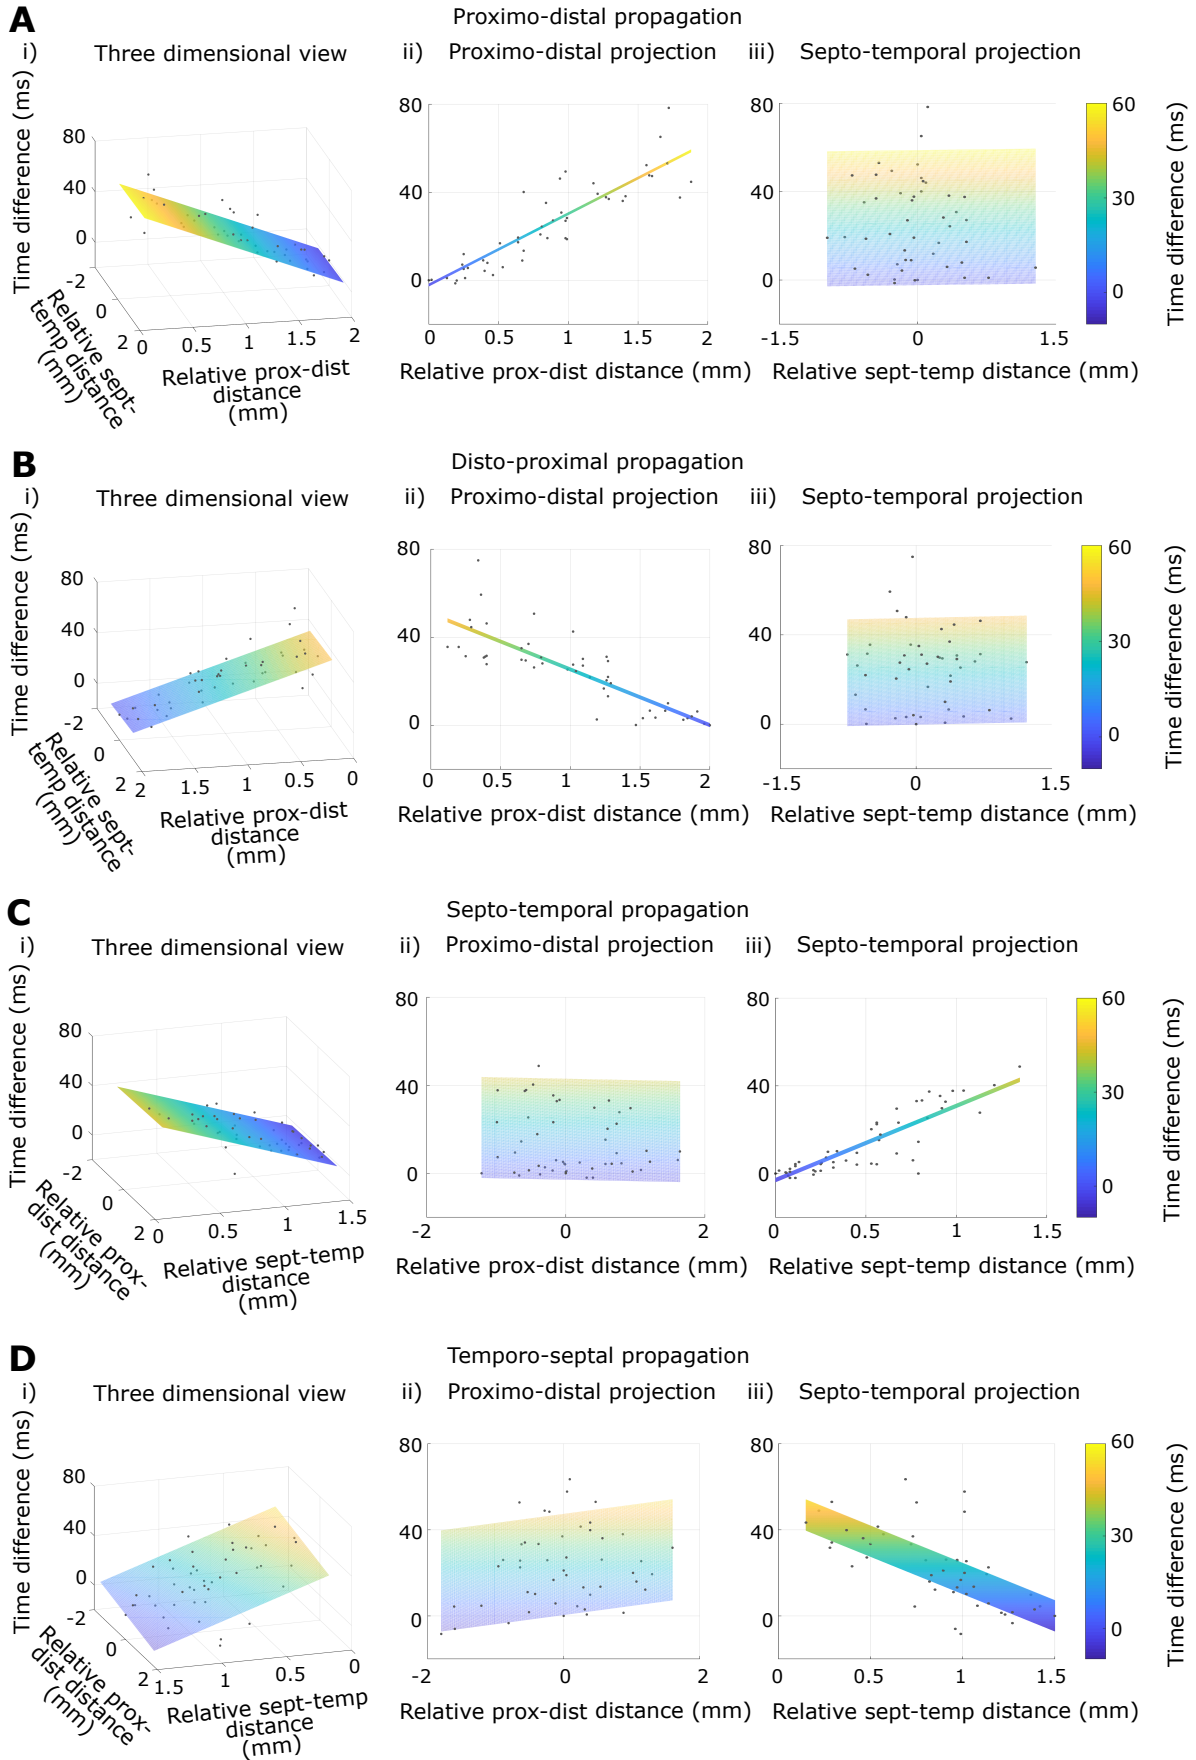 A
Proximo-distal propagation
i)
Three dimensional view
ii)
Proximo-distal projection
iii)
Septo-temporal projection
Time difference (ms)
80
40
0
-2
0
2
Relative sept-
temp distance
(mm)
0
0.5
1
1.5
2
Relative prox-dist
distance
(mm)
80
40
0
0
0.5
1
1.5
2
Relative prox-dist distance (mm)
80
40
0
-1.5
0
1.5
Relative sept-temp distance (mm)
60
30
0
Time difference (ms)
B
Disto-proximal propagation
i)
Three dimensional view
ii)
Proximo-distal projection
iii)
Septo-temporal projection
Time difference (ms)
80
40
0
-2
0
2
Relative sept-
temp distance
(mm)
2
1.5
1
0.5
0
Relative prox-dist
distance
(mm)
80
40
0
0
0.5
1
1.5
2
Relative prox-dist distance (mm)
80
40
0
-1.5
0
1.5
Relative sept-temp distance (mm)
60
30
0
Time difference (ms)
C
Septo-temporal propagation
i)
Three dimensional view
ii)
Proximo-distal projection
iii)
Septo-temporal projection
Time difference (ms)
80
40
0
-2
0
2
Relative prox-
dist distance
(mm)
0
0.5
1
1.5
Relative sept-temp
distance
(mm)
80
40
0
-2
0
2
Relative prox-dist distance (mm)
80
40
0
0
0.5
1
1.5
Relative sept-temp distance (mm)
60
30
0
Time difference (ms)
D
Temporo-septal propagation
i)
Three dimensional view
ii)
Proximo-distal projection
iii)
Septo-temporal projection
Time difference (ms)
80
40
0
-2
0
2
Relative prox-
dist distance
(mm)
1.5
1
0.5
0
Relative sept-temp
distance
(mm)
80
40
0
-2
0
2
Relative prox-dist distance (mm)
80
40
0
0
0.5
1
1.5
Relative sept-temp distance (mm)
60
30
0
Time difference (ms)